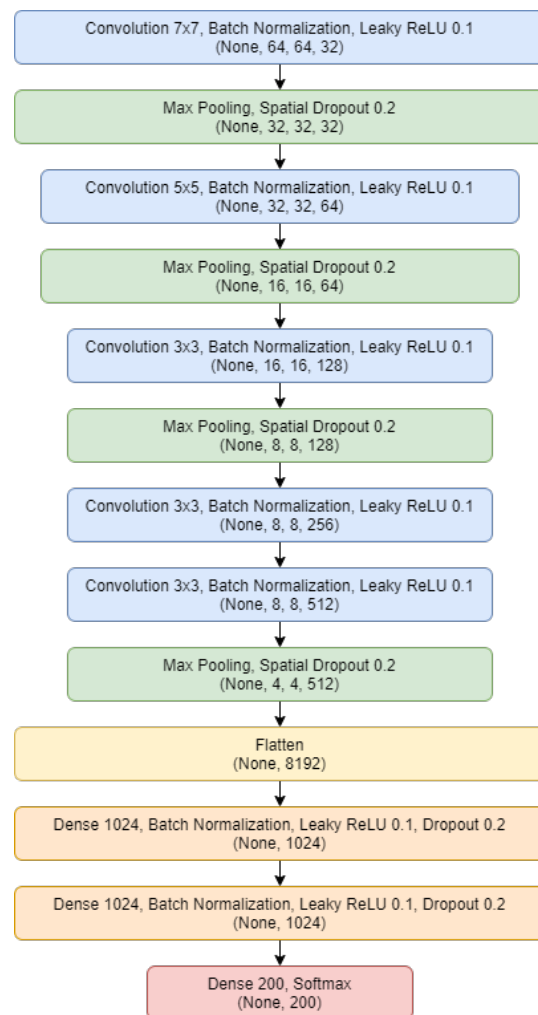 Convolution 7x7, Batch Normalization, Leaky ReLU 0.1
(None, 64, 64, 32)
Max Pooling, Spatial Dropout 0.2
(None, 32, 32, 32)
Convolution 5x5, Batch Normalization, Leaky ReLU 0.1
(None, 32, 32, 64)
Max Pooling, Spatial Dropout 0.2
(None, 16, 16, 64)
Convolution 3x3, Batch Normalization, Leaky ReLU 0.1
(None, 16, 16, 128)
Max Pooling, Spatial Dropout 0.2
(None, 8, 8, 128)
Convolution 3x3, Batch Normalization, Leaky ReLU 0.1
(None, 8, 8, 256)
Convolution 3x3, Batch Normalization, Leaky ReLU 0.1
(None, 8, 8, 512)
Max Pooling, Spatial Dropout 0.2
(None, 4, 4, 512)
Flatten
(None, 8192)
Dense 1024, Batch Normalization, Leaky ReLU 0.1, Dropout 0.2
(None, 1024)
Dense 1024, Batch Normalization, Leaky ReLU 0.1, Dropout 0.2
(None, 1024)
Dense 200, Softmax
(None, 200)